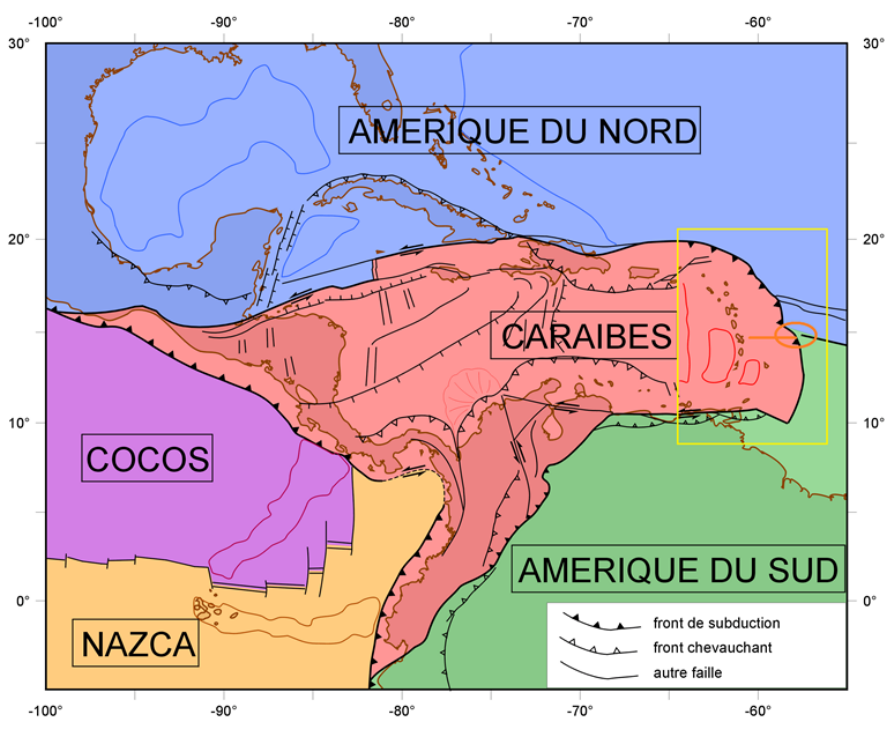 -100° -90° -80° -70° -60°
30° 30°
AMERIQUE DU NORD
20° 20°
CARAIBES
10° 10°
COCOS
AMÉRIQUE DU SUD
0° 0°
front de subduction
NAZCA
front chevauchant
autre faille
-100° -90° -80° -70° -60°